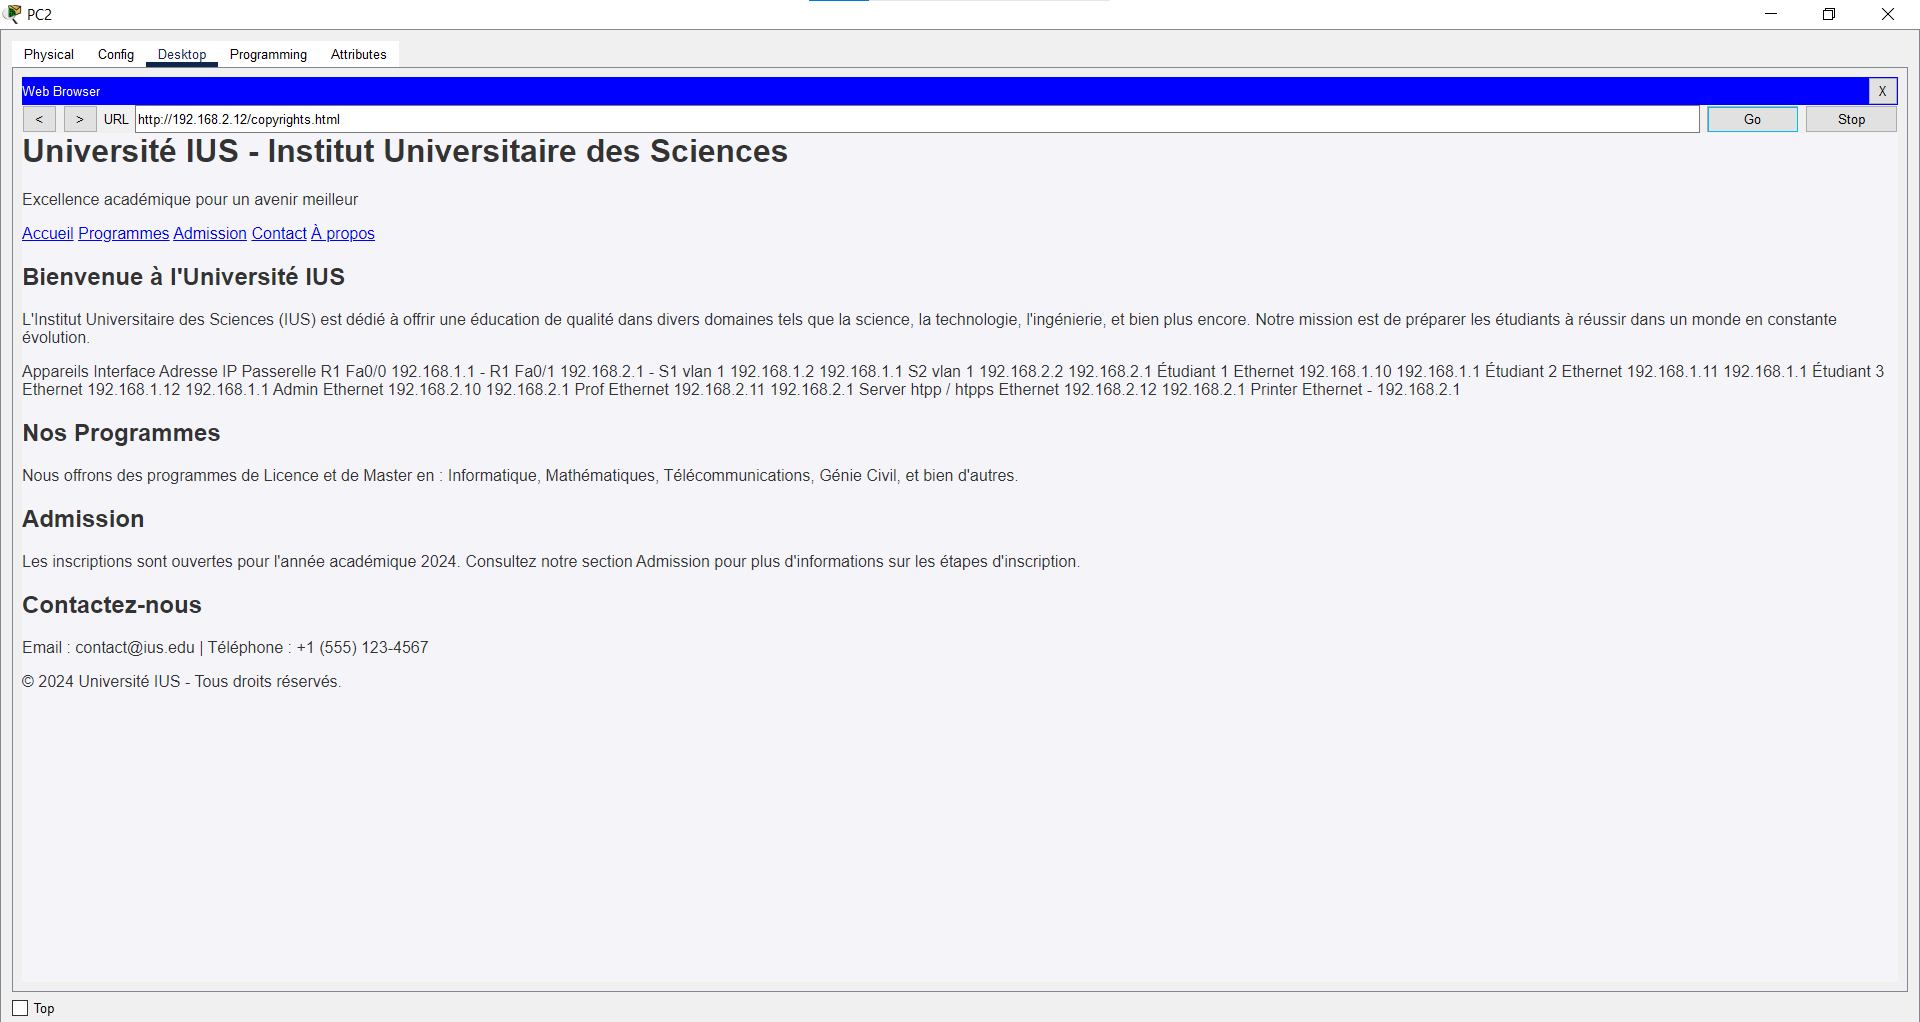 PC2
Physical Config Desktop Programming Attributes
Web Browser X
< > URL http://192.168.2.12/copyrights.html Go Stop
Université IUS - Institut Universitaire des Sciences
Excellence académique pour un avenir meilleur
Accueil Programmes Admission Contact À propos
Bienvenue à l'Université IUS
L'Institut Universitaire des Sciences (IUS) est dédié à offrir une éducation de qualité dans divers domaines tels que la science, la technologie, l'ingénierie, et bien plus encore. Notre mission est de préparer les étudiants à réussir dans un monde en constante
évolution.
Appareils Interface Adresse IP Passerelle R1 Fa0/0 192.168.1.1 - R1 Fa0/1 192.168.2.1 - S1 vlan 1 192.168.1.2 192.168.1.1 S2 vlan 1 192.168.2.2 192.168.2.1 Étudiant 1 Ethernet 192.168.1.10 192.168.1.1 Étudiant 2 Ethernet 192.168.1.11 192.168.1.1 Étudiant 3
Ethernet 192.168.1.12 192.168.1.1 Admin Ethernet 192.168.2.10 192.168.2.1 Prof Ethernet 192.168.2.11 192.168.2.1 Server htpp / htpps Ethernet 192.168.2.12 192.168.2.1 Printer Ethernet - 192.168.2.1
Nos Programmes
Nous offrons des programmes de Licence et de Master en : Informatique, Mathématiques, Télécommunications, Génie Civil, et bien d'autres.
Admission
Les inscriptions sont ouvertes pour l'année académique 2024. Consultez notre section Admission pour plus d'informations sur les étapes d'inscription.
Contactez-nous
Email : contact@ius.edu | Téléphone : +1 (555) 123-4567
© 2024 Université IUS - Tous droits réservés.
Top